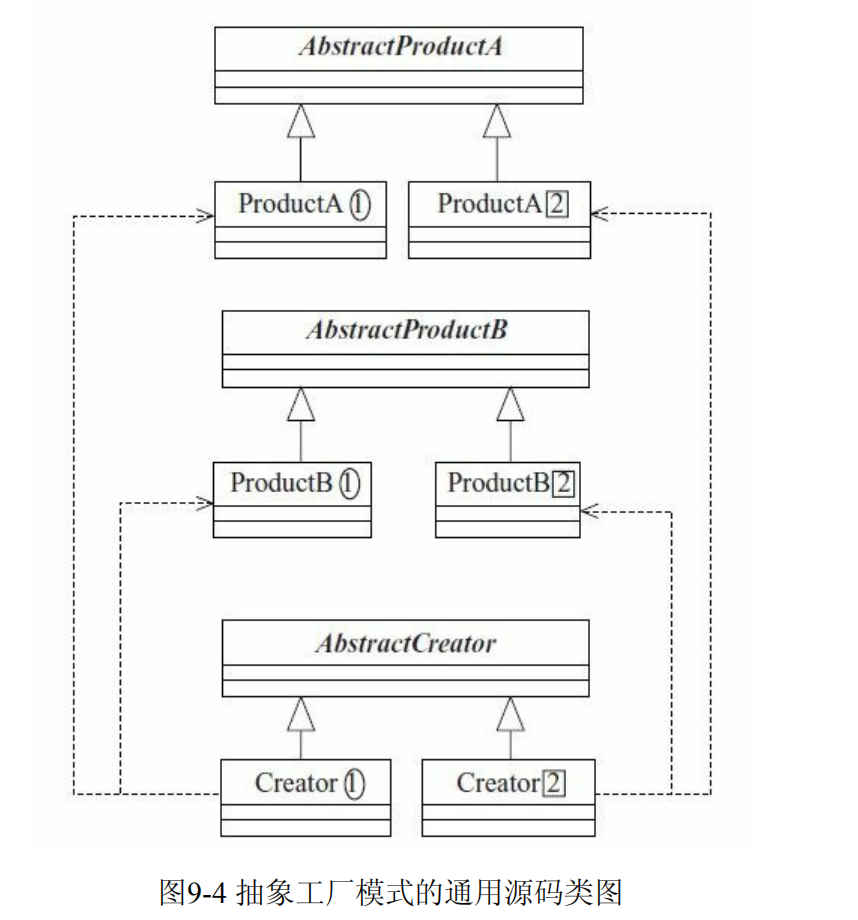 AbstractProductA
ProductA 1
ProductA 2
AbstractProductB
ProductB 1
ProductB 2
AbstractCreator
Creator 1
Creator 2
图9-4 抽象工厂模式的通用源码类图